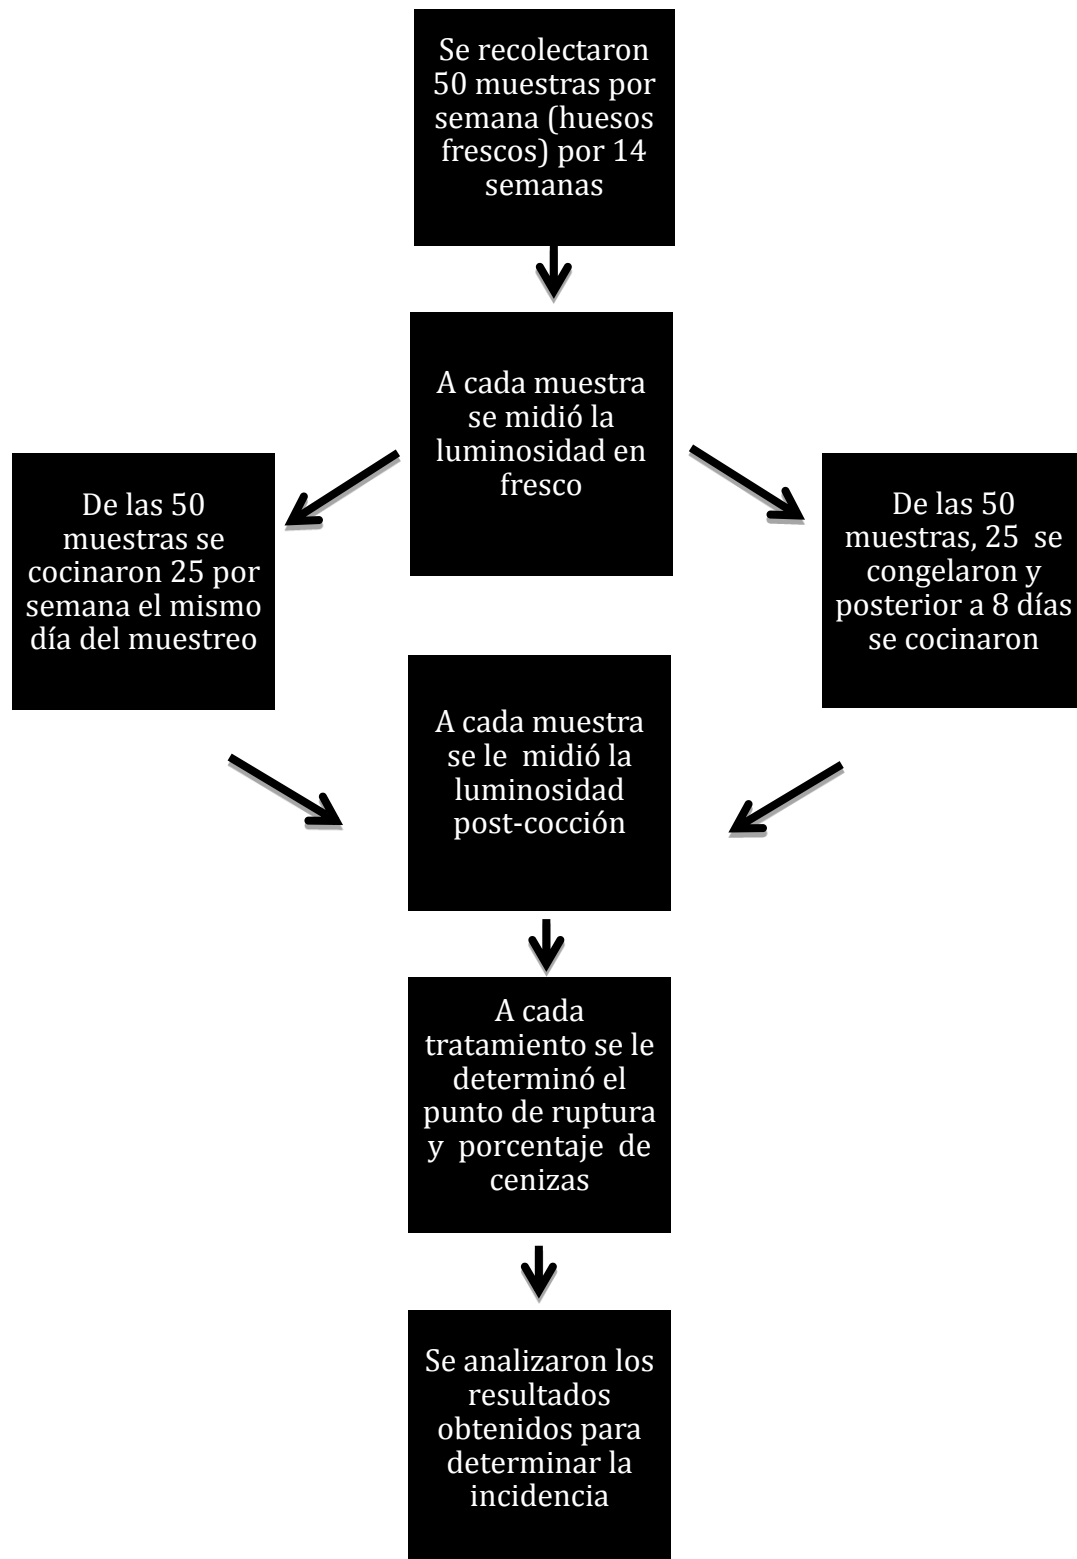 Se recolectaron
50 muestras por
semana (huesos
frescos) por 14
semanas
A cada muestra
se midió la
luminosidad en
fresco
De las 50
muestras se
cocinaron 25 por
semana el mismo
día del muestreo
De las 50
muestras, 25 se
congelaron y
posterior a 8 días
se cocinaron
A cada muestra
se le midió la
luminosidad
post-cocción
A cada
tratamiento se le
determinó el
punto de ruptura
y porcentaje de
cenizas
Se analizaron los
resultados
obtenidos para
determinar la
incidencia